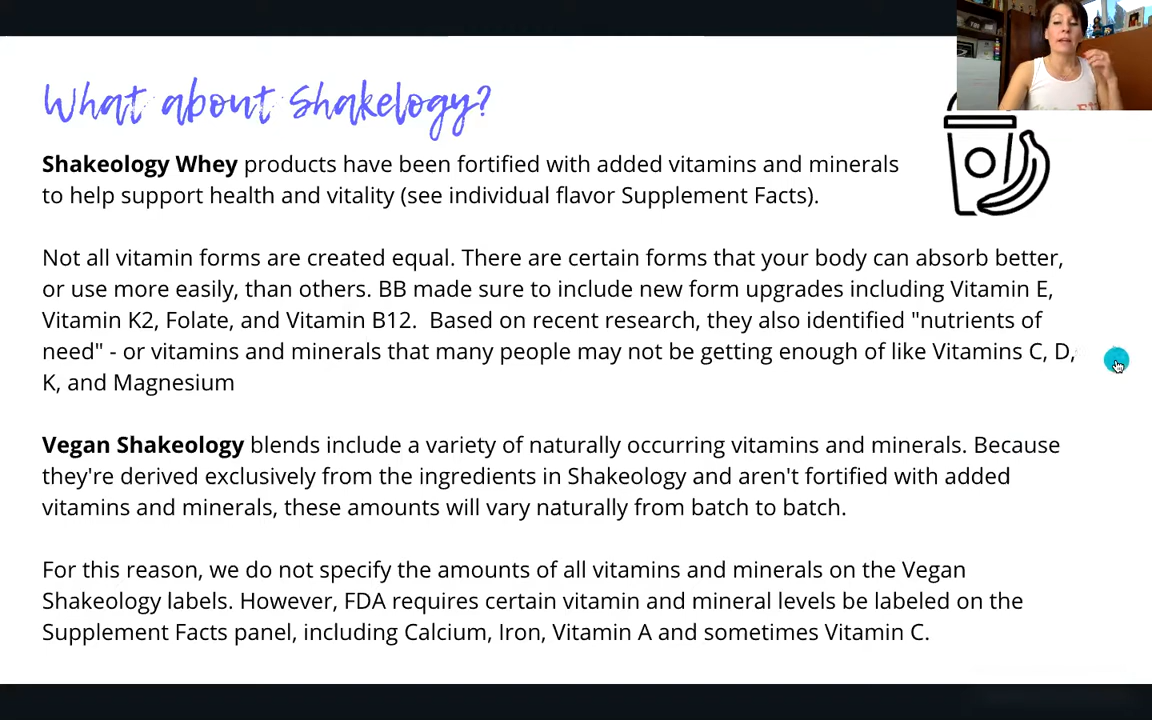 What about Shakelogy?
Shakeology Whey products have been fortified with added vitamins and minerals
to help support health and vitality (see individual flavor Supplement Facts).
Not all vitamin forms are created equal. There are certain forms that your body can absorb better,
or use more easily, than others. BB made sure to include new form upgrades including Vitamin E,
Vitamin K2, Folate, and Vitamin B12. Based on recent research, they also identified "nutrients of
need" - or vitamins and minerals that many people may not be getting enough of like Vitamins C, D,
K, and Magnesium
Vegan Shakeology blends include a variety of naturally occurring vitamins and minerals. Because
they're derived exclusively from the ingredients in Shakeology and aren't fortified with added
vitamins and minerals, these amounts will vary naturally from batch to batch.
For this reason, we do not specify the amounts of all vitamins and minerals on the Vegan
Shakeology labels. However, FDA requires certain vitamin and mineral levels be labeled on the
Supplement Facts panel, including Calcium, Iron, Vitamin A and sometimes Vitamin C.